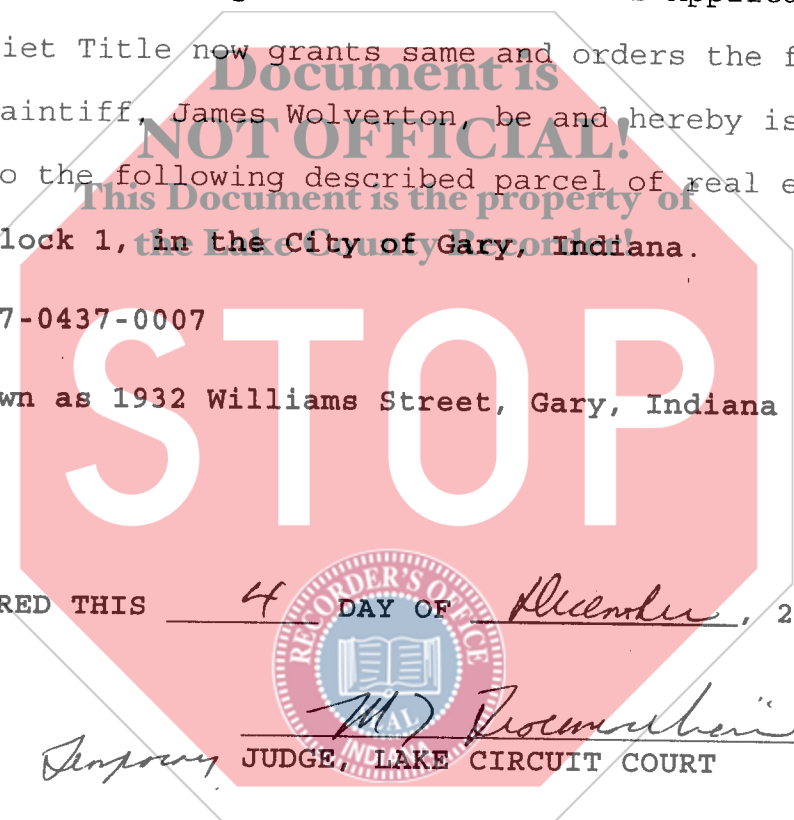 iet Title now grants same and orders the f
Document is
aintiff, James Wolverton, be and hereby is
NOT OFFICIAL!
o the following described parcel of real e
This Document is the property of
lock 1, in the City of Gary, Indiana.
the Lake County Recorder!
7-0437-0007
STOP
wn as 1932 Williams Street, Gary, Indiana
RED THIS 4 DAY OF December, 2
RECORDER'S OFFICE
SEAL
INDIANA
Temporary JUDGE, LAKE CIRCUIT COURT